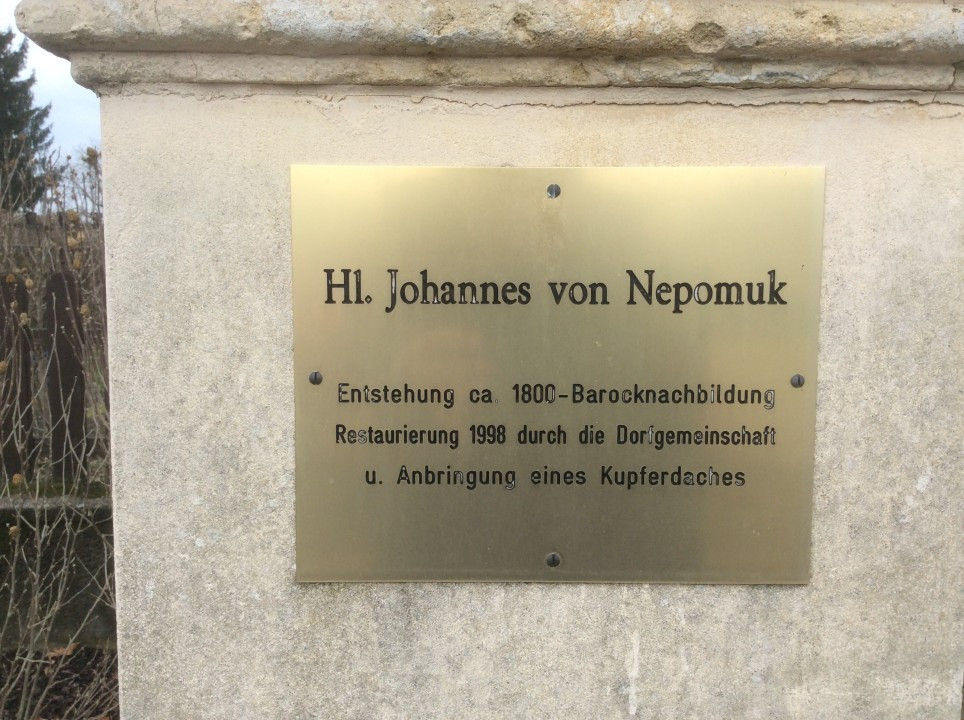 Hl. Johannes von Nepomuk
Entstehung ca. 1800-Barocknachbildung
Restaurierung 1998 durch die Dorfgemeinschaft
u. Anbringung eines Kupferdaches